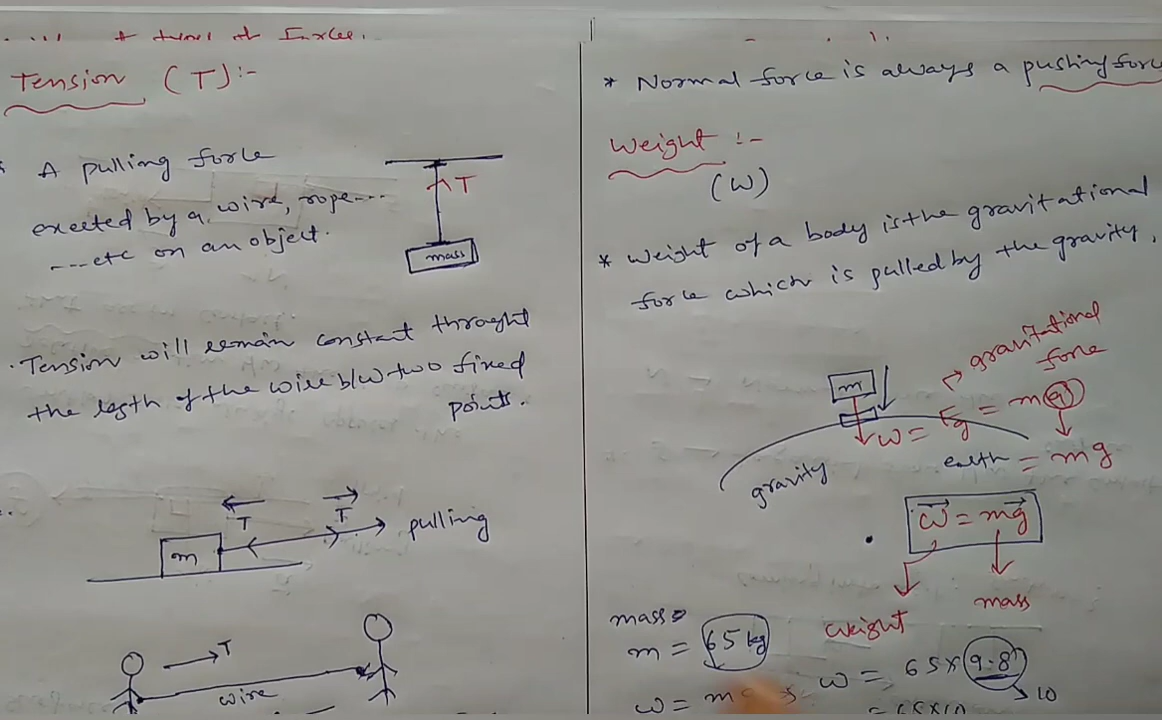 Tension (T):-
* A pulling force
exected by a wire, rope---
---etc on an object.
T
mass
. Tension will remain constant throught
the legth of the wire b/w two fixed
points.
T
T
pulling
m
T
wire
* Normal force is always a pushing force
Weight :-
(W)
* Weight of a body is the gravitational
force which is pulled by the gravity.
gravitational
force
m
W = Fg = m a
earth = mg
gravity
w = mg
weight
mass
mass
m = 65 kg
w = 65 x 9.8
10
w = m
= 65x10